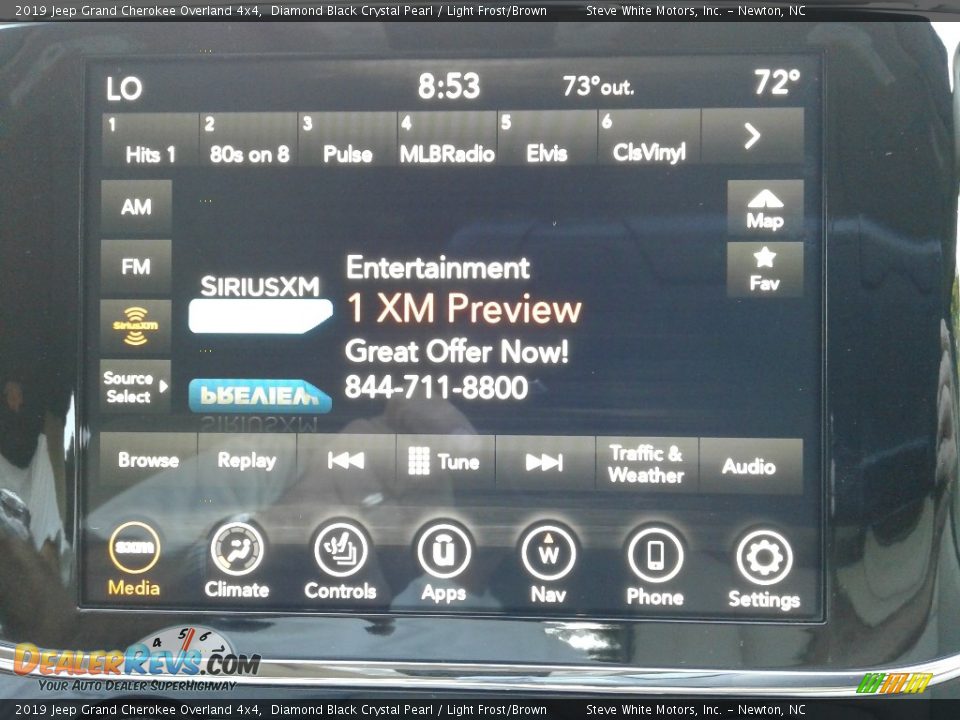 2019 Jeep Grand Cherokee Overland 4x4, Diamond Black Crystal Pearl / Light Frost/Brown Steve White Motors, Inc. - Newton, NC
LO 8:53 73°out. 72°
1 Hits 1 2 80s on 8 3 Pulse 4 MLBRadio 5 Elvis 6 ClsVinyl
AM
Map
FM
Fav
SiriusXM
Source Select
SIRIUSXM
PREVIEW
SIRIUSXM
Entertainment
1 XM Preview
Great Offer Now!
844-711-8800
Browse Replay Tune Traffic & Weather Audio
sxm W
Media Climate Controls Apps Nav Phone Settings
4 5 6
DealerRevs.com
Your Auto Dealer SuperHighway
2019 Jeep Grand Cherokee Overland 4x4, Diamond Black Crystal Pearl / Light Frost/Brown Steve White Motors, Inc. - Newton, NC